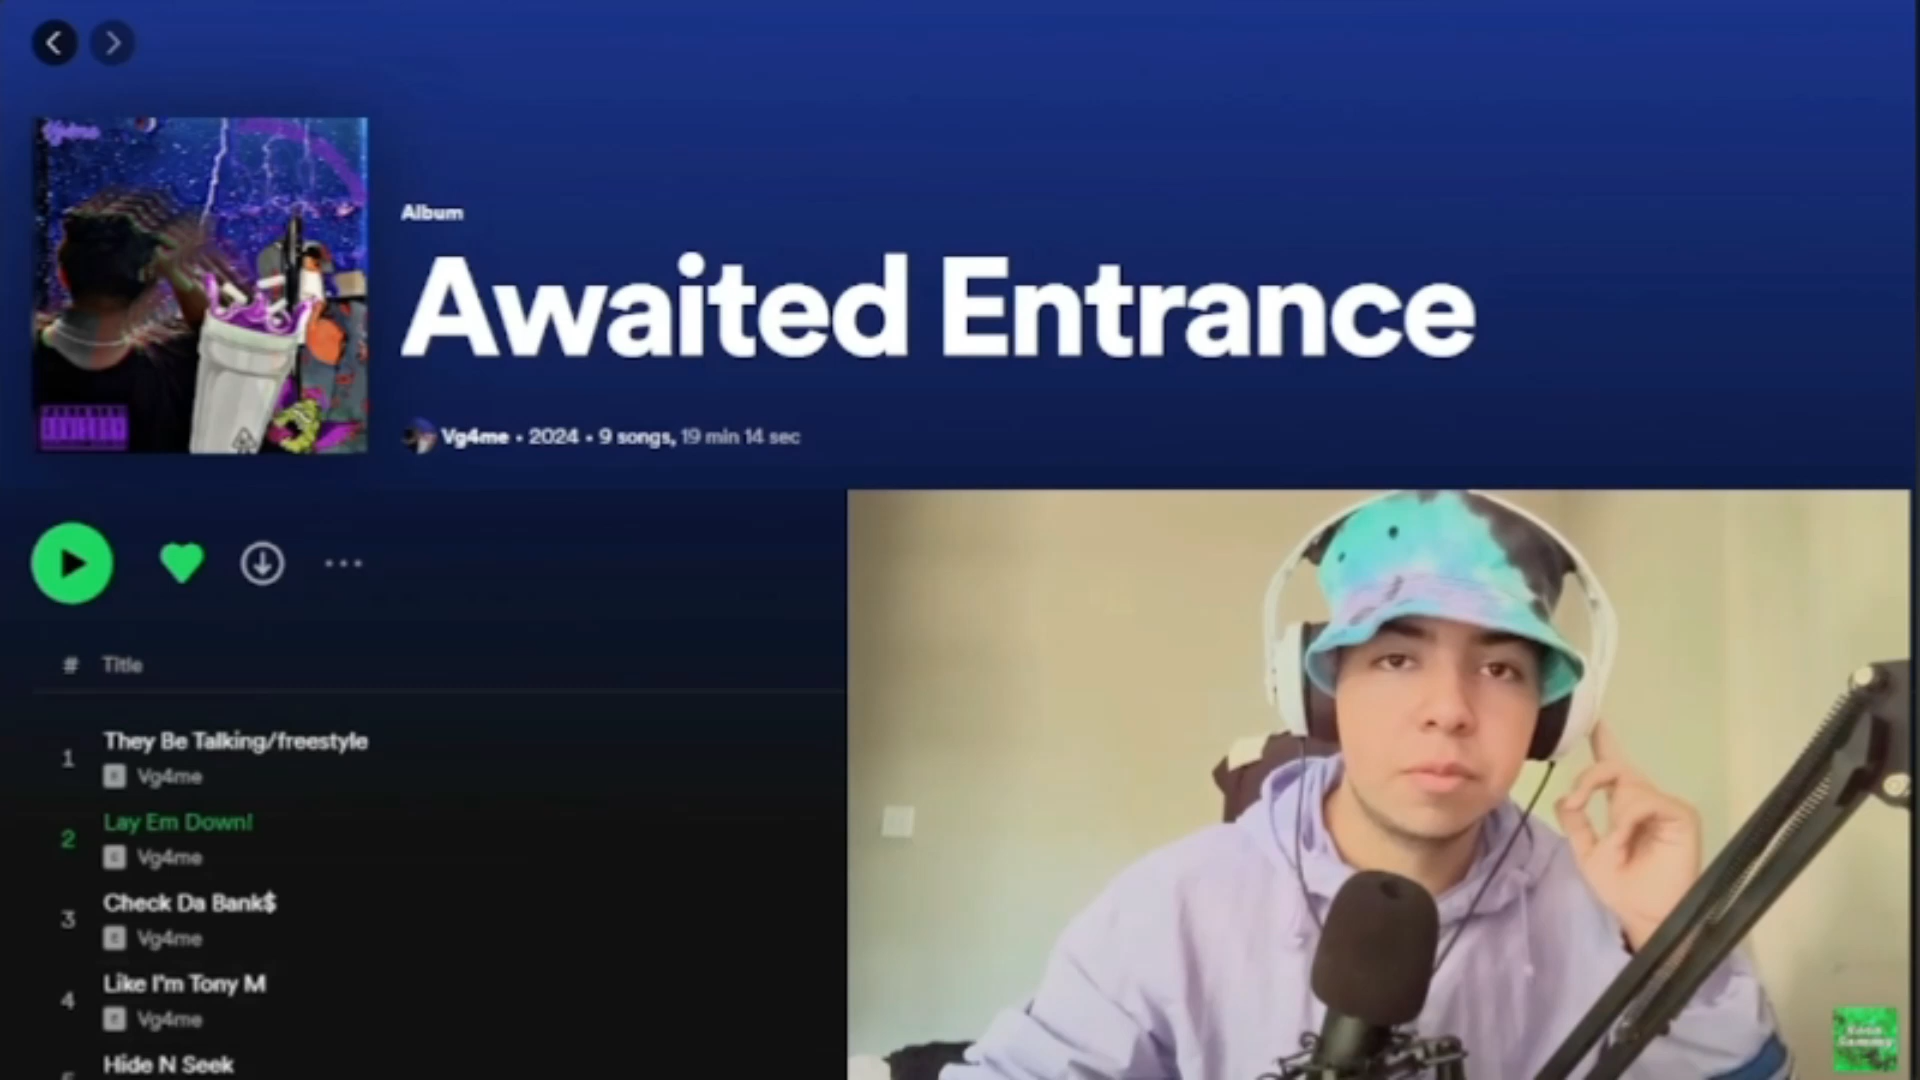 Album
Awaited Entrance
Vg4me • 2024 • 9 songs, 19 min 14 sec
# Title
1 They Be Talking/freestyle
E Vg4me
2 Lay Em Down!
E Vg4me
3 Check Da Bank$
E Vg4me
4 Like I'm Tony M
E Vg4me
Hide N Seek